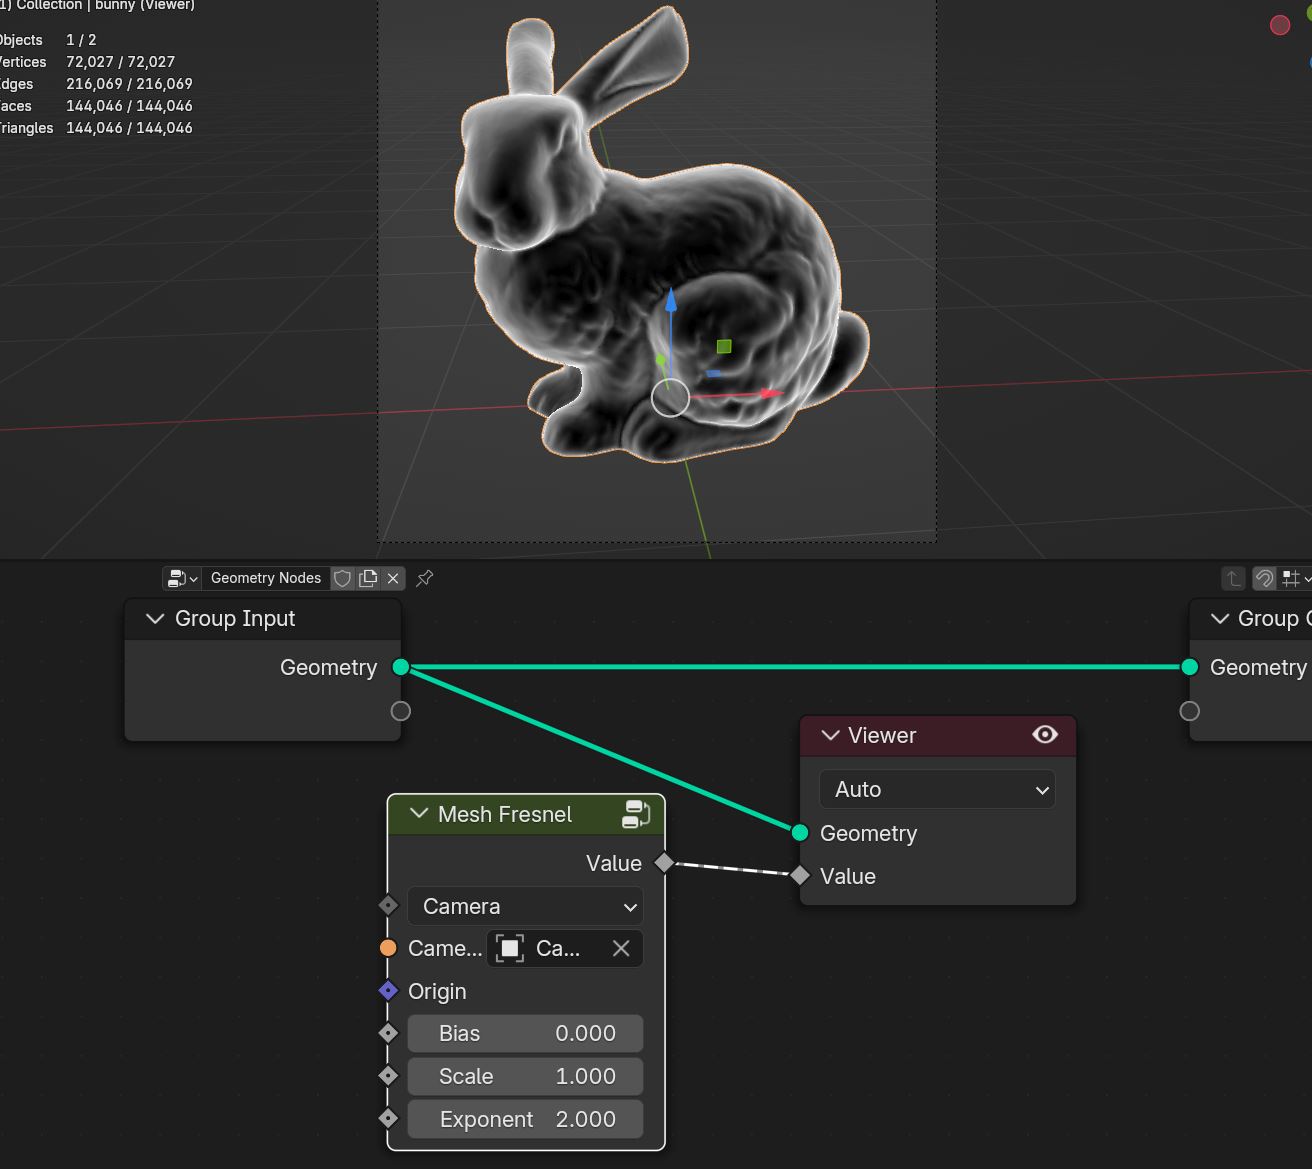 1) Collection | bunny (Viewer)
Objects 1 / 2
Vertices 72,027 / 72,027
Edges 216,069 / 216,069
Faces 144,046 / 144,046
Triangles 144,046 / 144,046
Geometry Nodes
Group Input
Geometry
Group
Geometry
Viewer
Auto
Geometry
Value
Mesh Fresnel
Value
Camera
Came... Ca...
Origin
Bias 0.000
Scale 1.000
Exponent 2.000